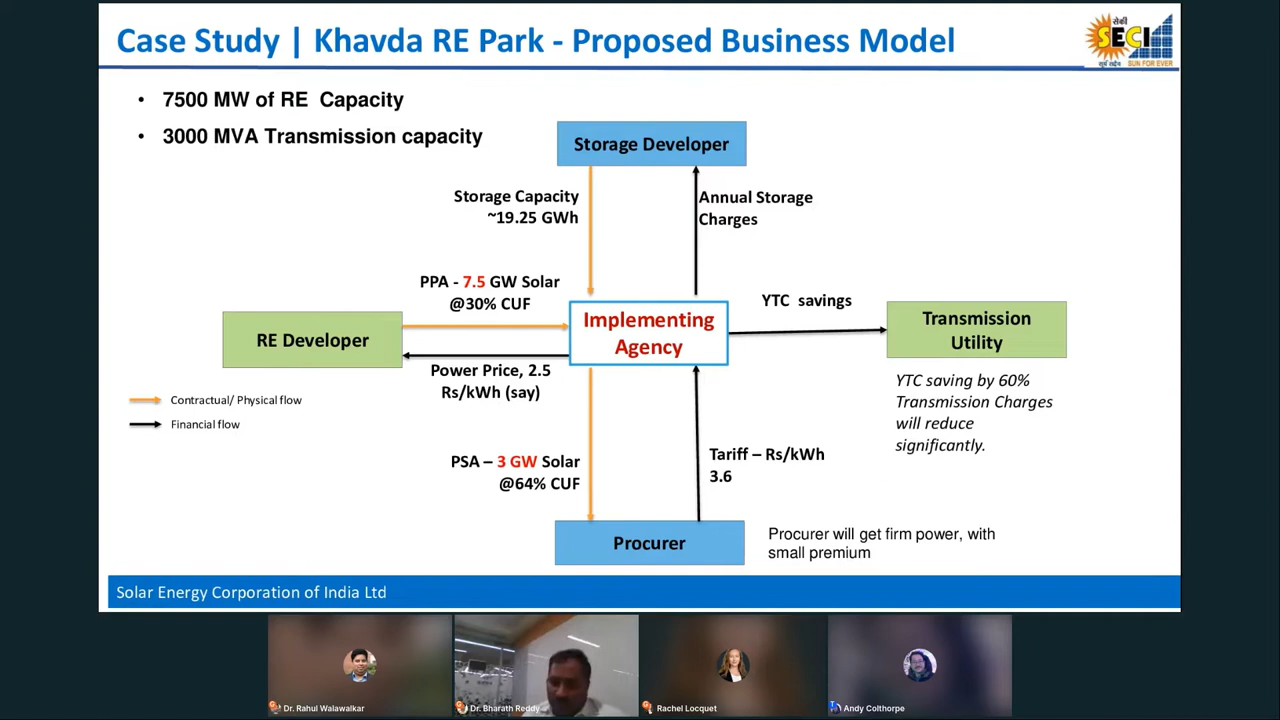 Case Study | Khavda RE Park - Proposed Business Model
सेकी
SECI
सूर्य सदैव
SUN FOR EVER
• 7500 MW of RE Capacity
• 3000 MVA Transmission capacity
Storage Developer
Storage Capacity
~19.25 GWh
Annual Storage
Charges
PPA - 7.5 GW Solar
@30% CUF
YTC savings
RE Developer
Implementing
Agency
Transmission
Utility
Power Price, 2.5
Rs/kWh (say)
YTC saving by 60%
Transmission Charges
will reduce
significantly.
Contractual/ Physical flow
Financial flow
PSA – 3 GW Solar
@64% CUF
Tariff – Rs/kWh
3.6
Procurer
Procurer will get firm power, with
small premium
Solar Energy Corporation of India Ltd
Dr. Rahul Walawalkar
Dr. Bharath Reddy
Rachel Locquet
Andy Colthorpe